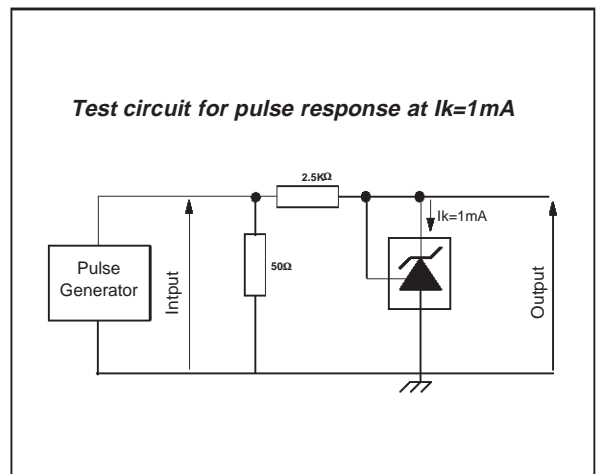 Test circuit for pulse response at Ik=1mA
2.5KΩ
Ik=1mA
50Ω
Pulse
Generator
Intput
Output